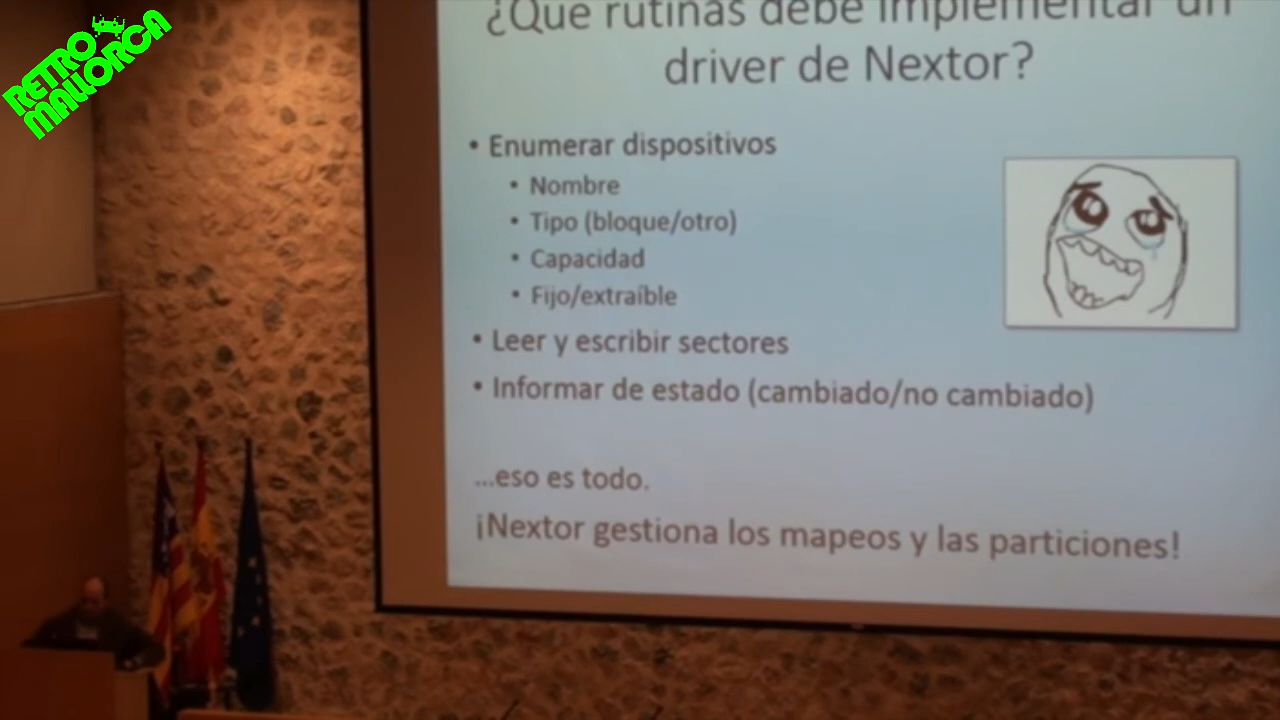 RETRO
MALLORCA
¿Que rutinas debe implementar un
driver de Nextor?
• Enumerar dispositivos
• Nombre
• Tipo (bloque/otro)
• Capacidad
• Fijo/extraíble
• Leer y escribir sectores
• Informar de estado (cambiado/no cambiado)
...eso es todo.
¡Nextor gestiona los mapeos y las particiones!